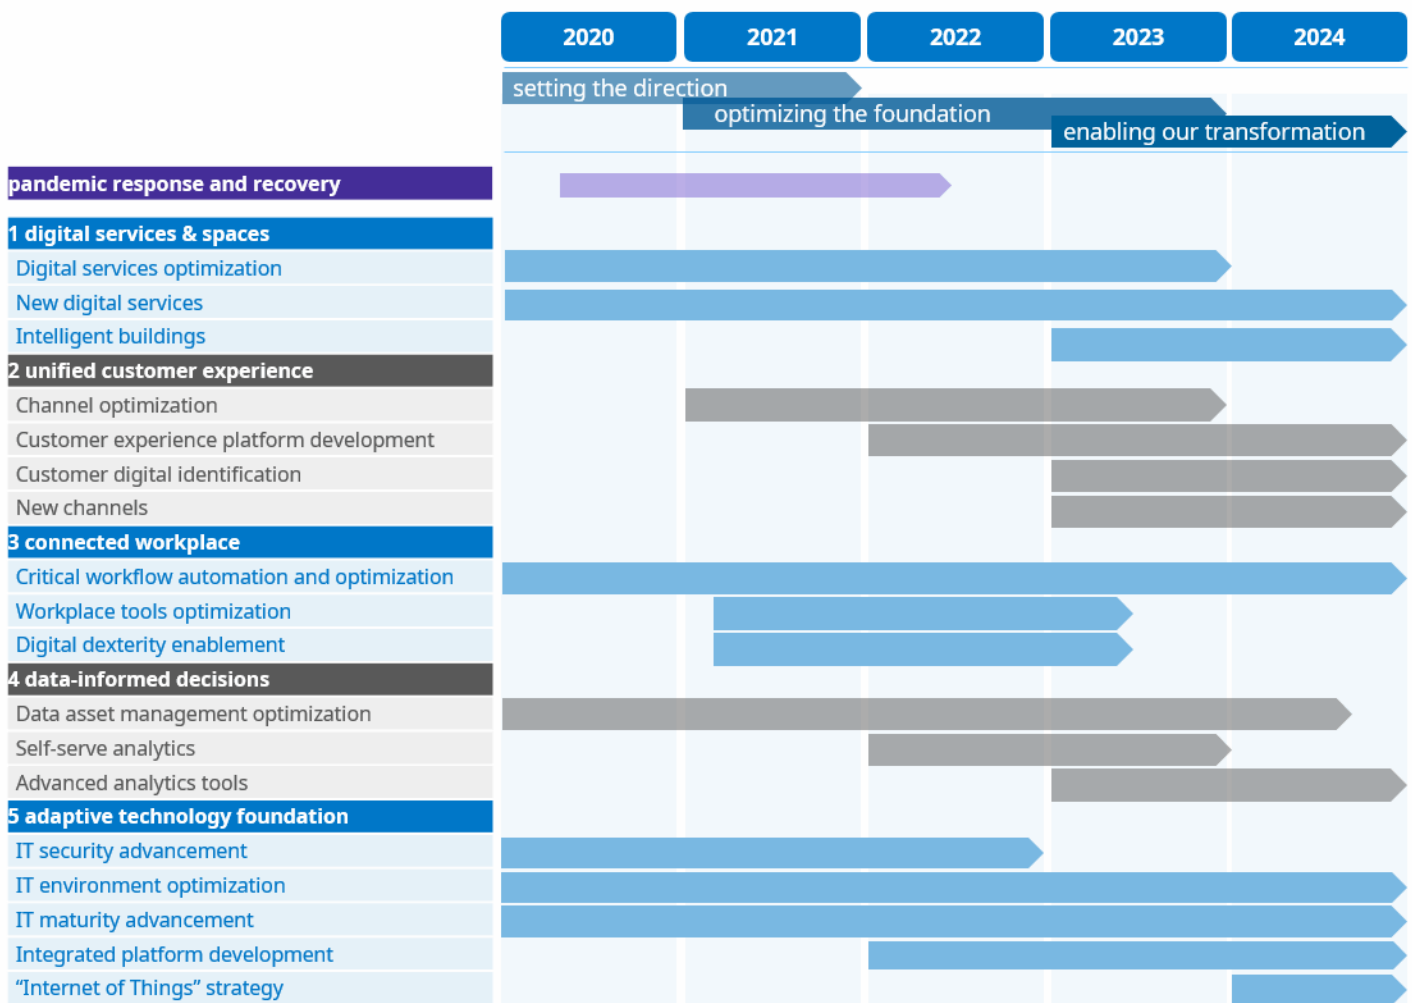 2020 2021 2022 2023 2024
setting the direction
optimizing the foundation
enabling our transformation
pandemic response and recovery
1 digital services & spaces
Digital services optimization
New digital services
Intelligent buildings
2 unified customer experience
Channel optimization
Customer experience platform development
Customer digital identification
New channels
3 connected workplace
Critical workflow automation and optimization
Workplace tools optimization
Digital dexterity enablement
4 data-informed decisions
Data asset management optimization
Self-serve analytics
Advanced analytics tools
5 adaptive technology foundation
IT security advancement
IT environment optimization
IT maturity advancement
Integrated platform development
“Internet of Things” strategy